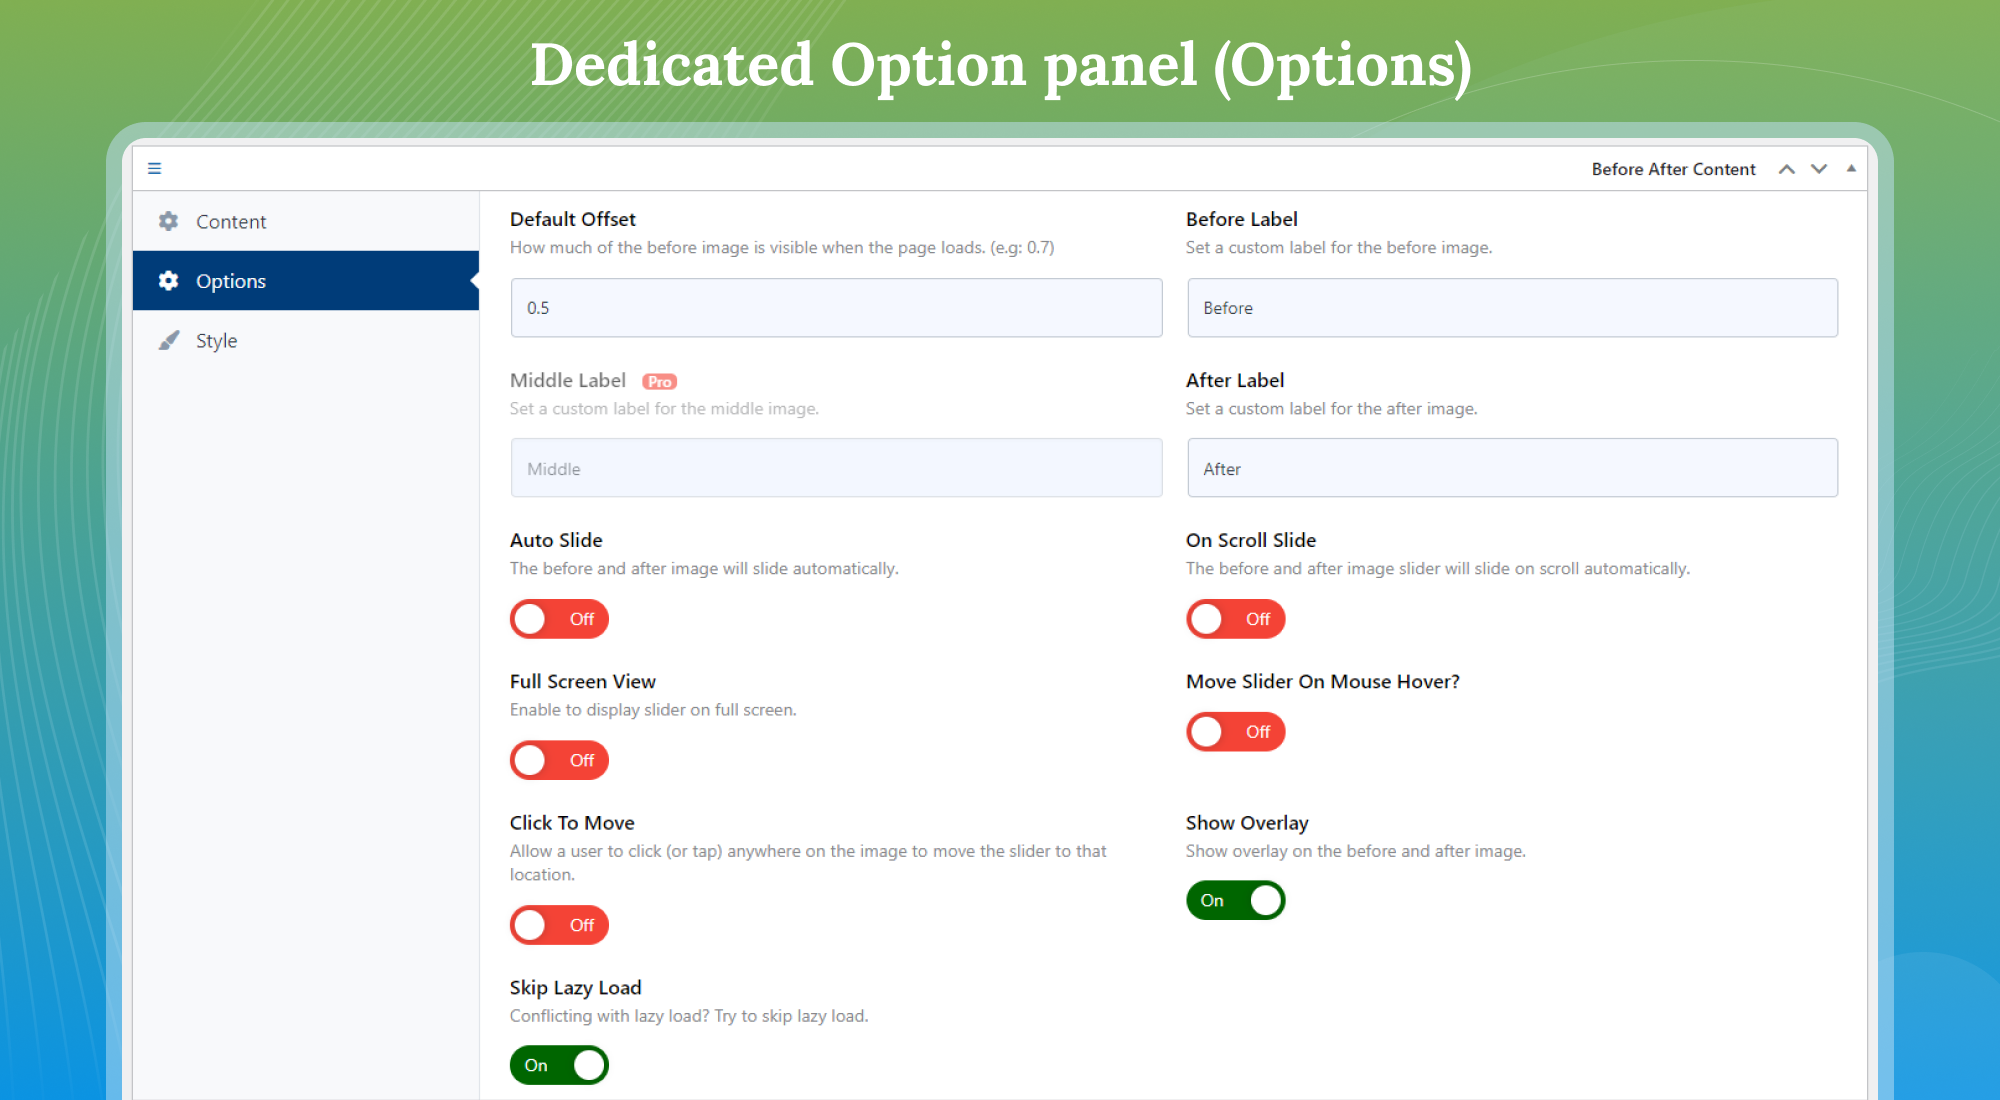 Dedicated Option panel (Options)
Before After Content
Content
Options
Style
Default Offset
How much of the before image is visible when the page loads. (e.g: 0.7)
0.5
Before Label
Set a custom label for the before image.
Before
Middle Label Pro
Set a custom label for the middle image.
Middle
After Label
Set a custom label for the after image.
After
Auto Slide
The before and after image will slide automatically.
Off
On Scroll Slide
The before and after image slider will slide on scroll automatically.
Off
Full Screen View
Enable to display slider on full screen.
Off
Move Slider On Mouse Hover?
Off
Click To Move
Allow a user to click (or tap) anywhere on the image to move the slider to that
location.
Off
Show Overlay
Show overlay on the before and after image.
On
Skip Lazy Load
Conflicting with lazy load? Try to skip lazy load.
On